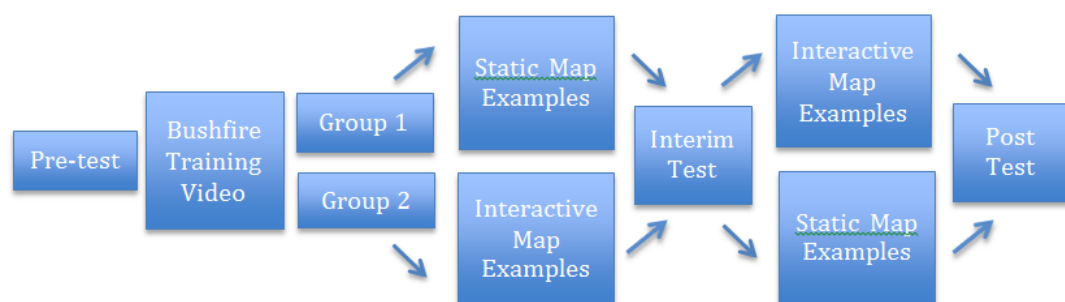 Pre-test
Bushfire
Training
Video
Group 1
Group 2
Static Map
Examples
Interactive
Map
Examples
Interim
Test
Interactive
Map
Examples
Static Map
Examples
Post
Test